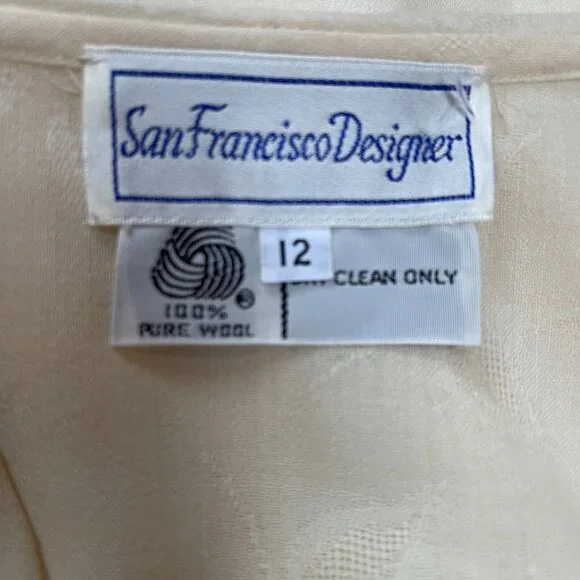 San Francisco Designer
12
CLEAN ONLY
100%
PURE WOOL